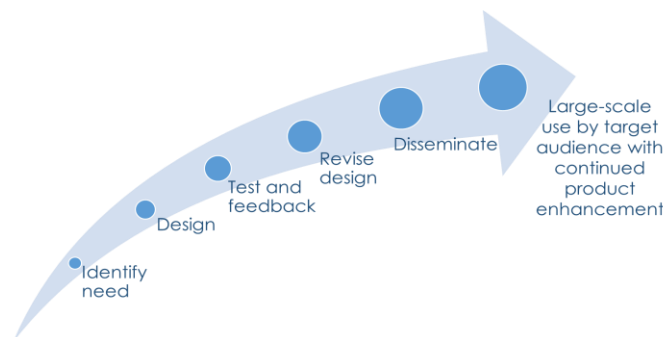 Identify
need
Design
Test and
feedback
Revise
design
Disseminate
Large-scale
use by target
audience with
continued
product
enhancement